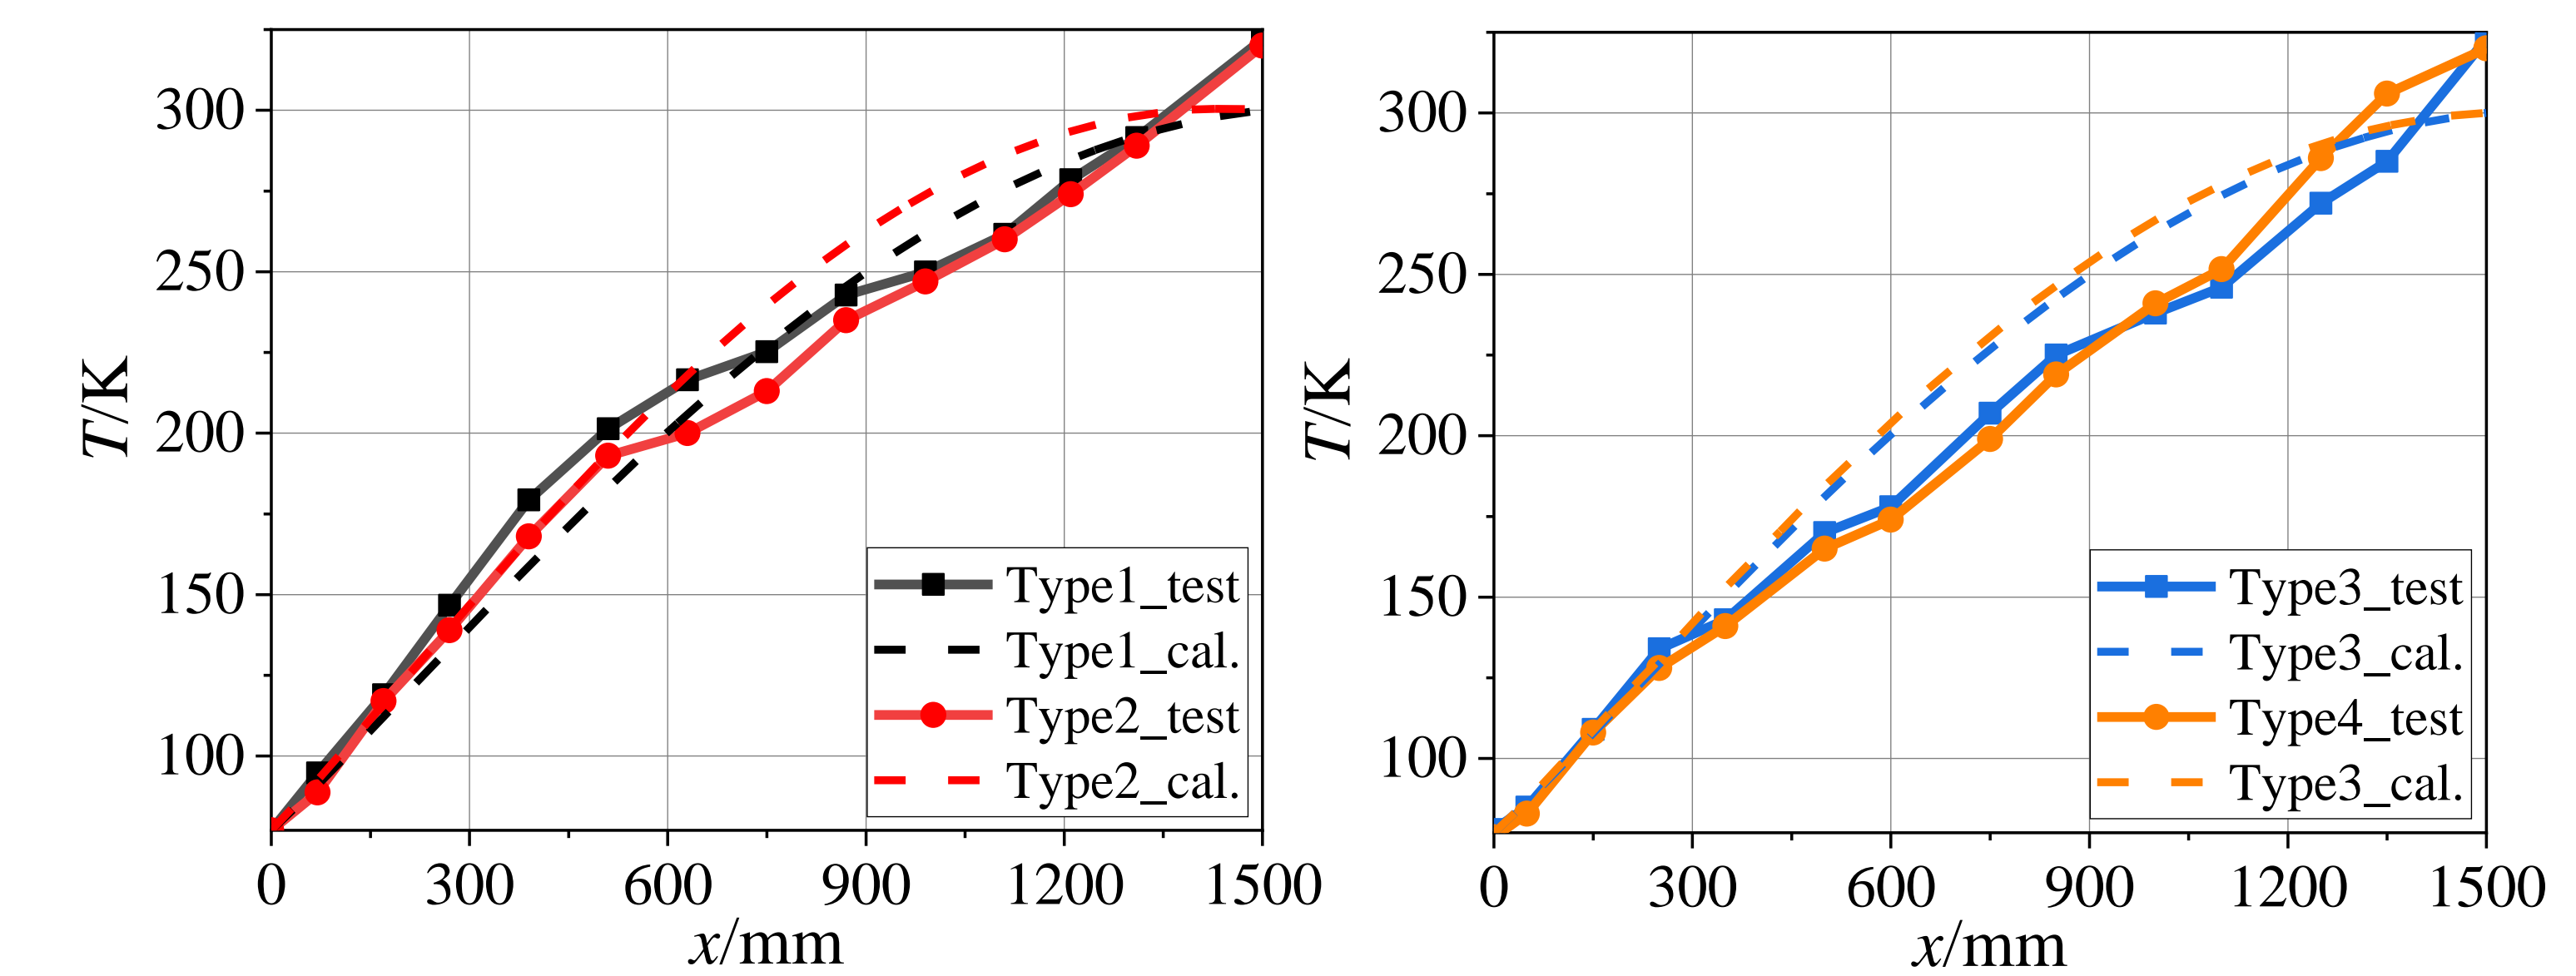 T/K
300
250
200
150
100
0 300 600 900 1200 1500
x/mm
Type1_test
Type1_cal.
Type2_test
Type2_cal.
T/K
300
250
200
150
100
0 300 600 900 1200 1500
x/mm
Type3_test
Type3_cal.
Type4_test
Type3_cal.